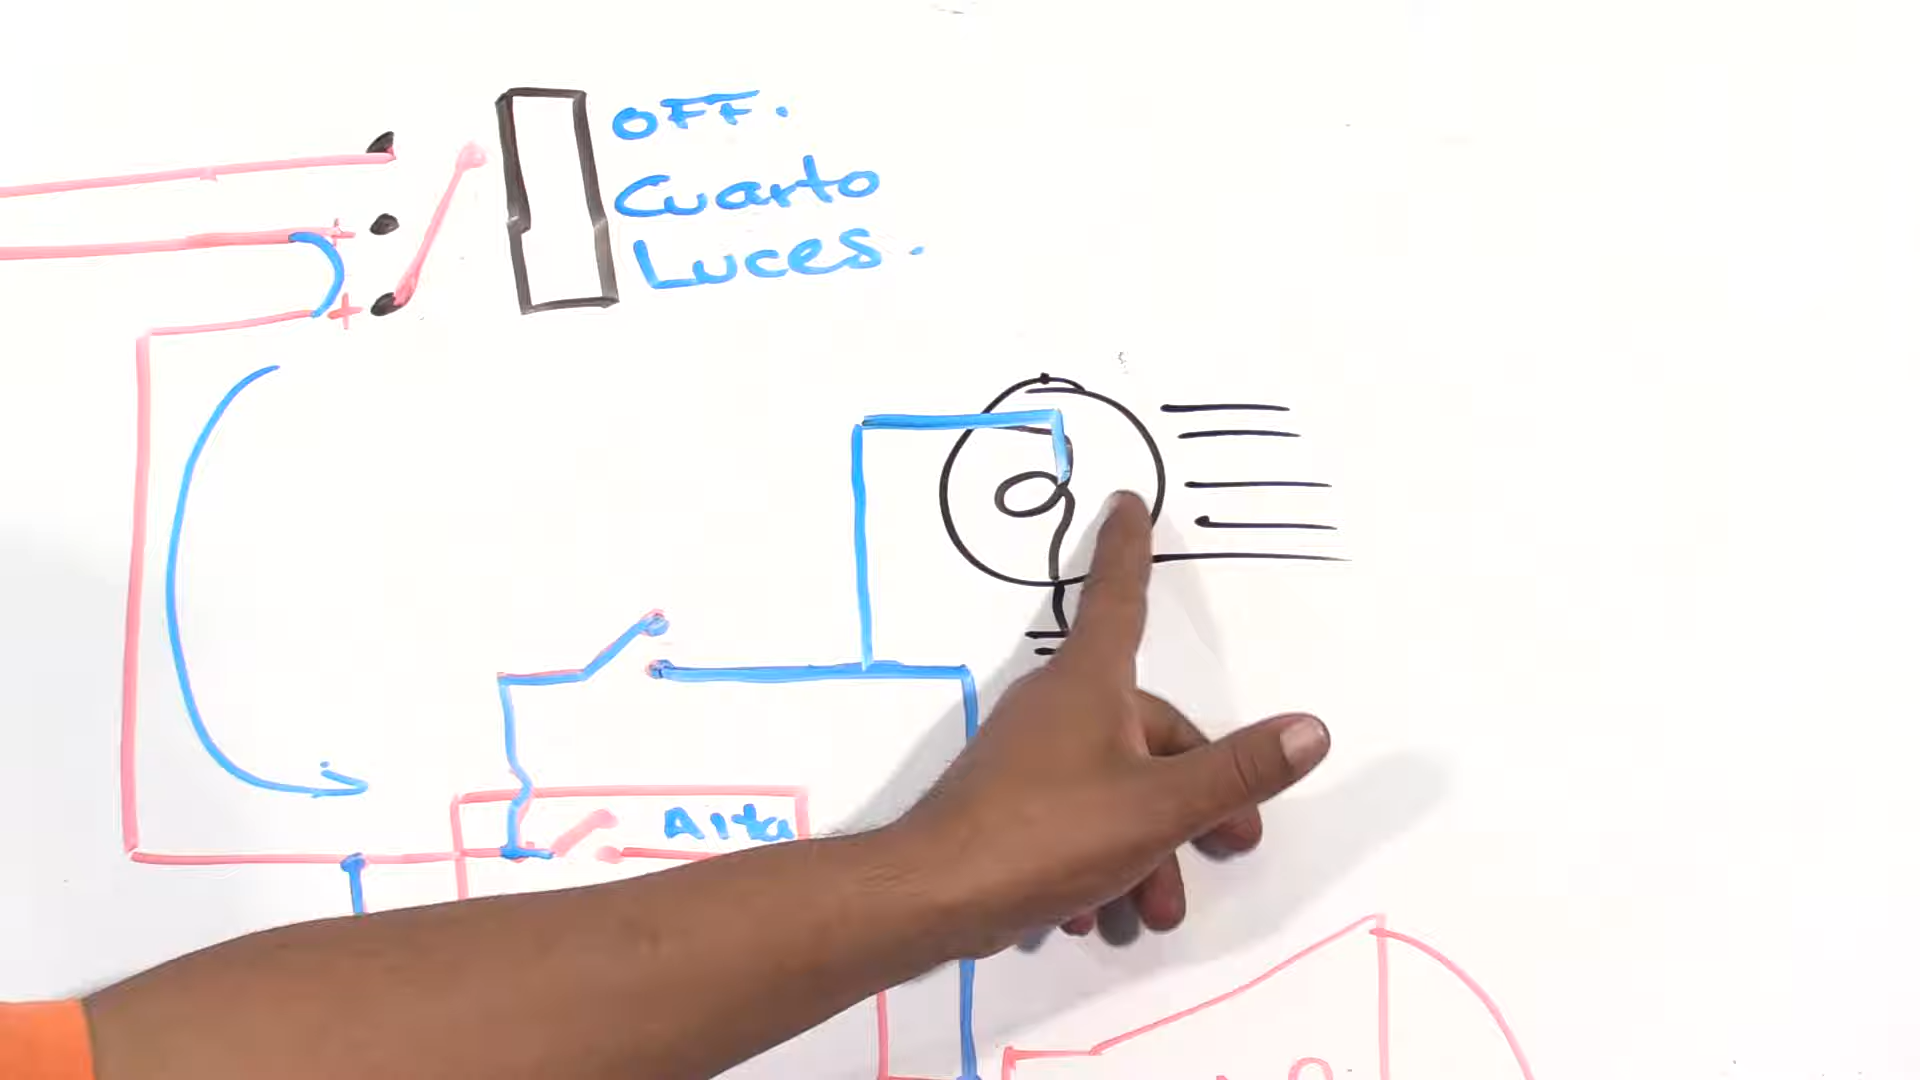 OFF.
Cuarto
Luces.
+
+
Alta